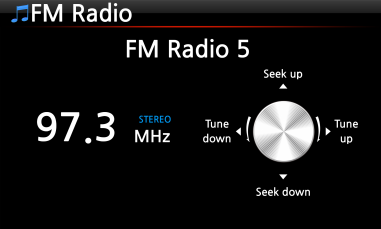 FM Radio
FM Radio 5
Seek up
97.3
STEREO
MHz
Tune
down
Tune
up
Seek down